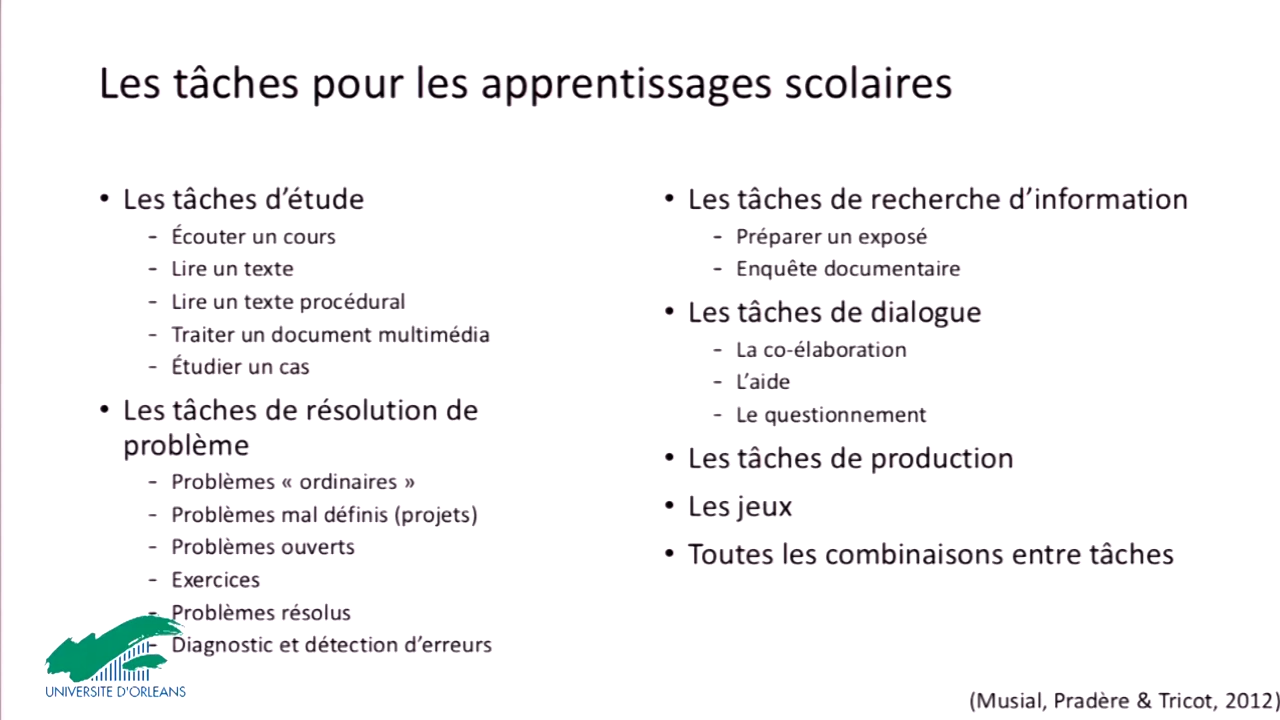 Les tâches pour les apprentissages scolaires
• Les tâches d’étude
- Écouter un cours
- Lire un texte
- Lire un texte procédural
- Traiter un document multimédia
- Étudier un cas
• Les tâches de résolution de
problème
- Problèmes « ordinaires »
- Problèmes mal définis (projets)
- Problèmes ouverts
- Exercices
- Problèmes résolus
- Diagnostic et détection d’erreurs
• Les tâches de recherche d’information
- Préparer un exposé
- Enquête documentaire
• Les tâches de dialogue
- La co-élaboration
- L’aide
- Le questionnement
• Les tâches de production
• Les jeux
• Toutes les combinaisons entre tâches
UNIVERSITE D'ORLEANS
(Musial, Pradère & Tricot, 2012)